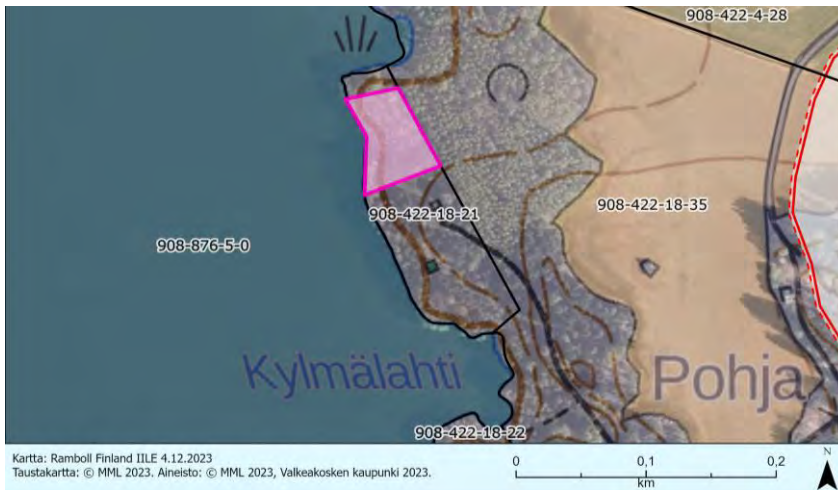 908-422-4-28
908-422-18-35
908-422-18-21
908-876-5-0
Kylmälahti
Pohja
908-422-18-22
Kartta: Ramboll Finland IILE 4.12.2023
Taustakartta: © MML 2023. Aineisto: © MML 2023, Valkeakosken kaupunki 2023.
0 0,1 0,2
km
N